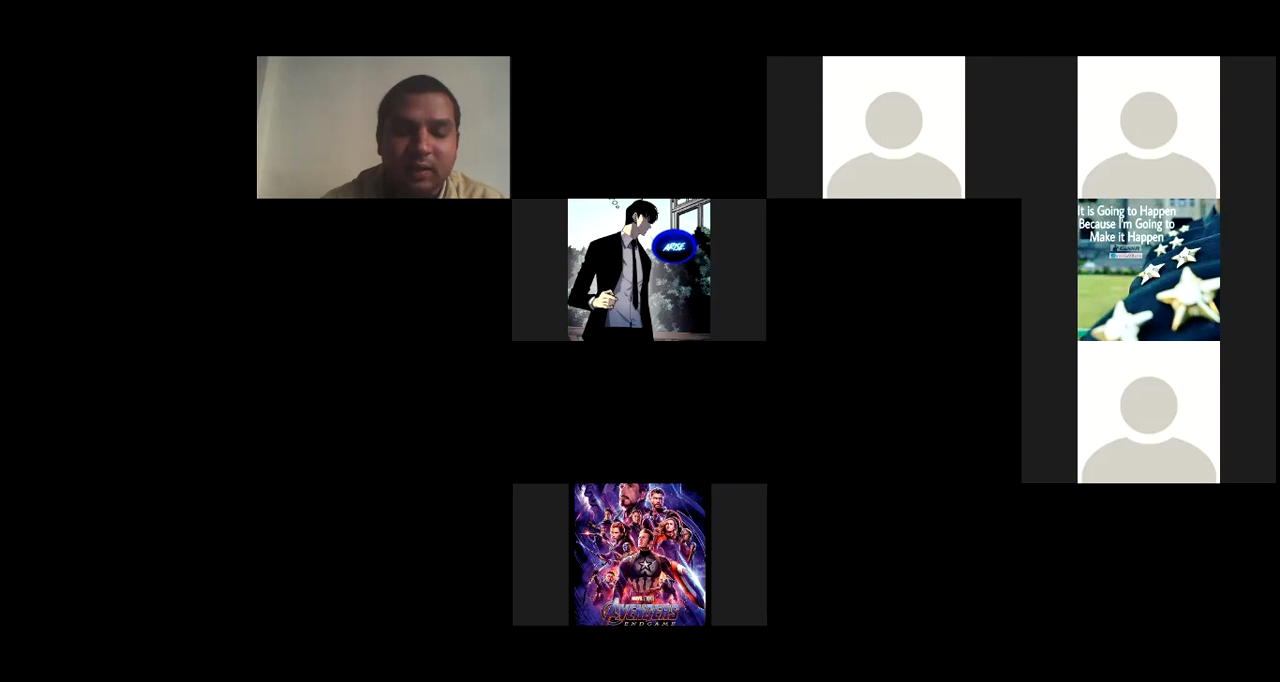 It is Going to Happen
Because I'm Going to
Make it Happen
ARISE
AVENGERS
ENDGAME